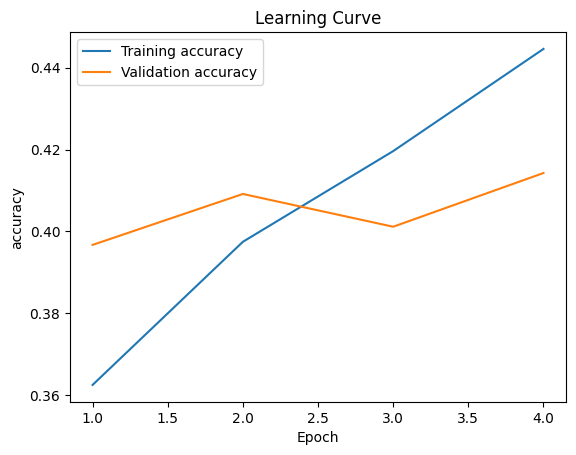 Learning Curve
Training accuracy
Validation accuracy
0.44
0.42
0.40
0.38
0.36
accuracy
1.0 1.5 2.0 2.5 3.0 3.5 4.0
Epoch